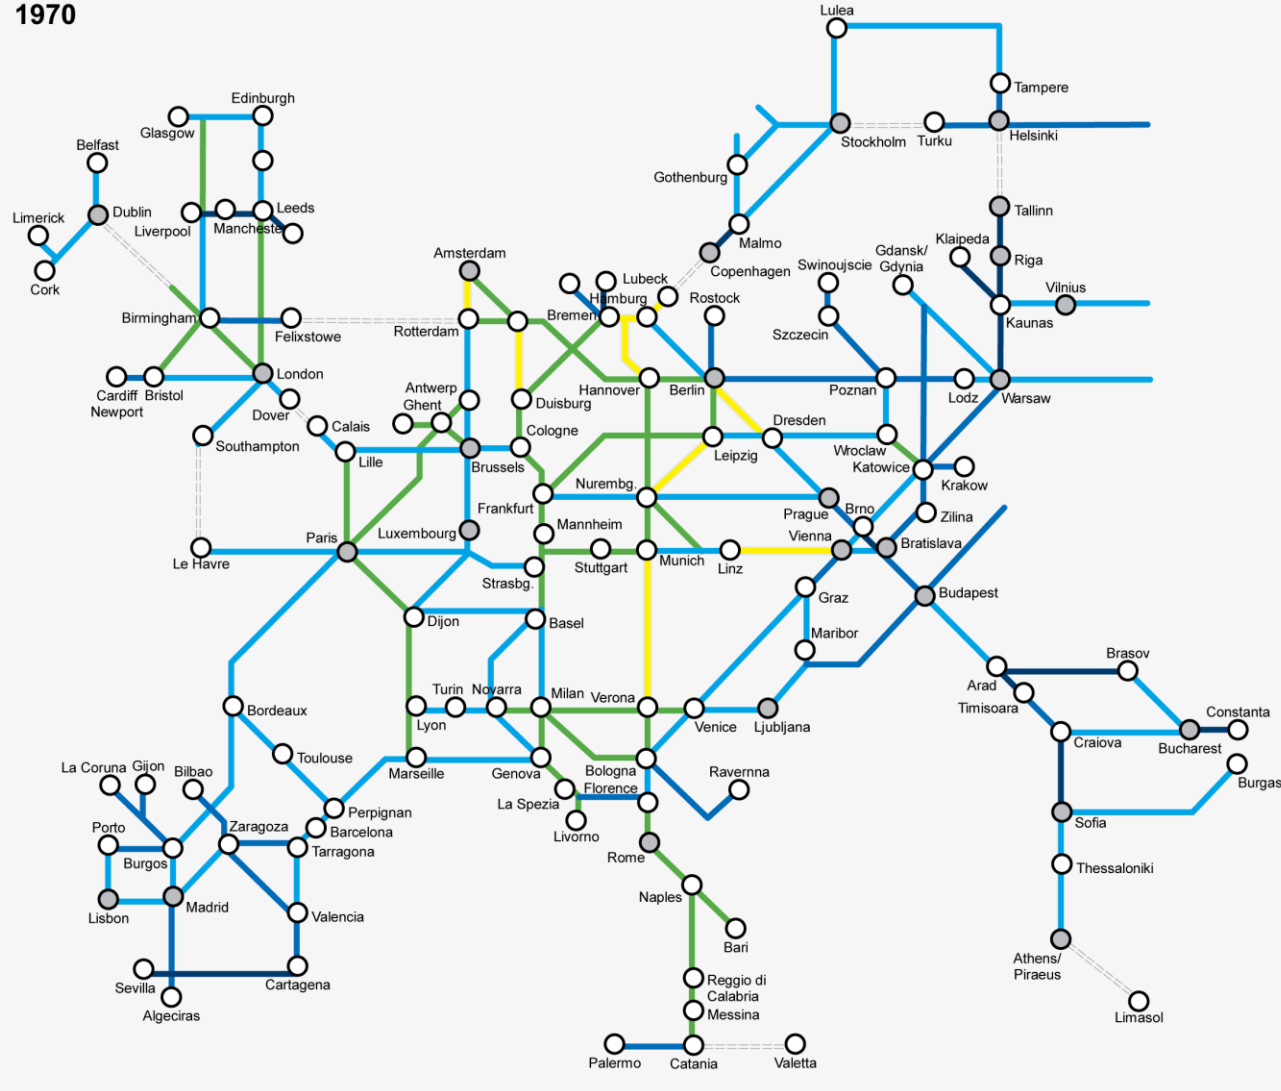 1970
Lulea
Tampere
Edinburgh
Glasgow
Stockholm
Turku
Helsinki
Belfast
Gothenburg
Dublin
Limerick
Liverpool
Mancheste
Leeds
Tallinn
Malmo
Klaipeda
Amsterdam
Gdansk/
Gdynia
Riga
Copenhagen
Swinoujscie
Cork
Lubeck
Vilnius
Hamburg
Rostock
Bremen
Birmingham
Felixstowe
Rotterdam
Szczecin
Kaunas
London
Antwerp
Hannover
Berlin
Poznan
Lodz
Warsaw
Cardiff
Newport
Bristol
Dover
Ghent
Duisburg
Calais
Dresden
Southampton
Cologne
Wroclaw
Leipzig
Lille
Brussels
Katowice
Krakow
Nurembg.
Frankfurt
Prague
Brno
Zilina
Mannheim
Luxembourg
Paris
Vienna
Bratislava
Le Havre
Stuttgart
Munich
Linz
Strasbg.
Graz
Budapest
Dijon
Basel
Maribor
Brasov
Arad
Turin
Novarra
Milan
Verona
Timisoara
Bordeaux
Lyon
Venice
Ljubljana
Constanta
Craiova
Bucharest
Toulouse
La Coruna
Gijon
Bilbao
Marseille
Genova
Bologna
Ravernna
Burgas
Florence
La Spezia
Perpignan
Porto
Zaragoza
Barcelona
Livorno
Sofia
Burgos
Tarragona
Rome
Thessaloniki
Lisbon
Madrid
Valencia
Naples
Bari
Athens/
Piraeus
Sevilla
Cartagena
Reggio di
Calabria
Algeciras
Messina
Limasol
Palermo
Catania
Valetta